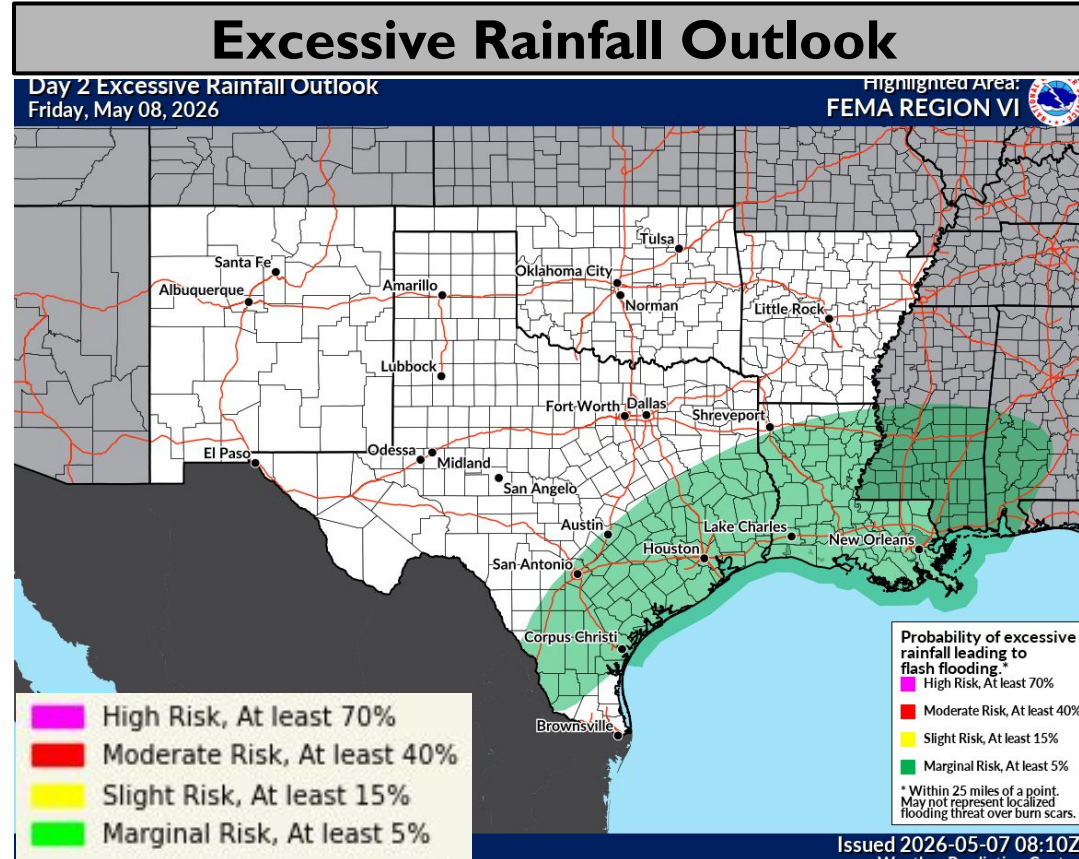 Excessive Rainfall Outlook
Day 2 Excessive Rainfall Outlook
Friday, May 08, 2026
Highlighted Area:
FEMA REGION VI
Tulsa
Santa Fe
Oklahoma City
Albuquerque
Amarillo
Norman
Little Rock
Lubbock
Fort Worth
Dallas
Shreveport
El Paso
Odessa
Midland
San Angelo
Austin
Lake Charles
New Orleans
Houston
San Antonio
Corpus Christi
Brownsville
Probability of excessive
rainfall leading to
flash flooding.*
High Risk, At least 70%
Moderate Risk, At least 40%
Slight Risk, At least 15%
Marginal Risk, At least 5%
* Within 25 miles of a point.
May not represent localized
flooding threat over burn scars.
High Risk, At least 70%
Moderate Risk, At least 40%
Slight Risk, At least 15%
Marginal Risk, At least 5%
Issued 2026-05-07 08:10Z
Weather Prediction Center